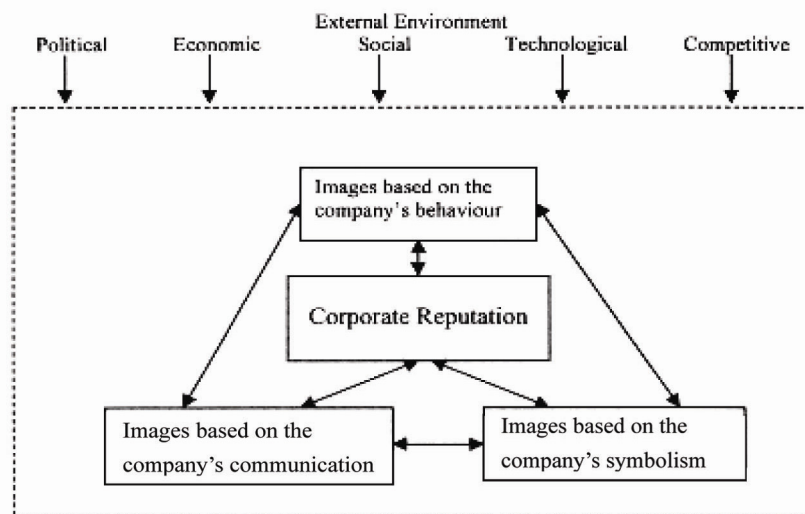 External Environment
Political Economic Social Technological Competitive
Images based on the
company's behaviour
Corporate Reputation
Images based on the
company's communication
Images based on the
company's symbolism